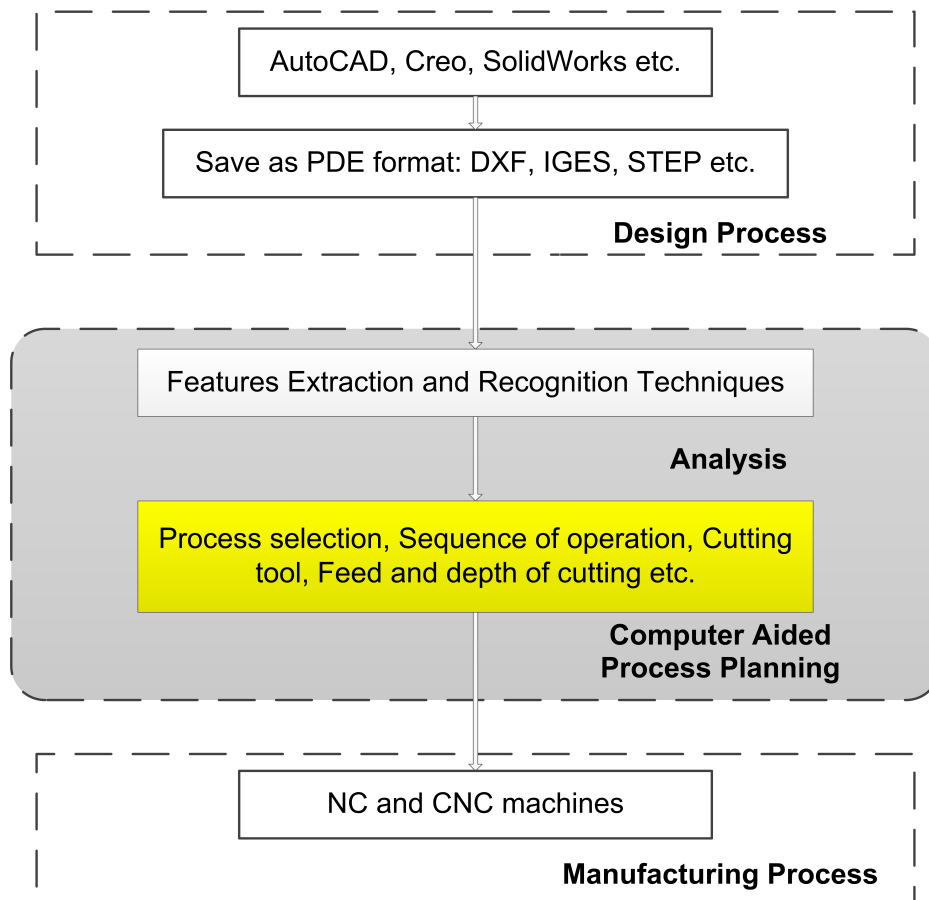 AutoCAD, Creo, SolidWorks etc.
Save as PDE format: DXF, IGES, STEP etc.
Design Process
Features Extraction and Recognition Techniques
Analysis
Process selection, Sequence of operation, Cutting
tool, Feed and depth of cutting etc.
Computer Aided
Process Planning
NC and CNC machines
Manufacturing Process